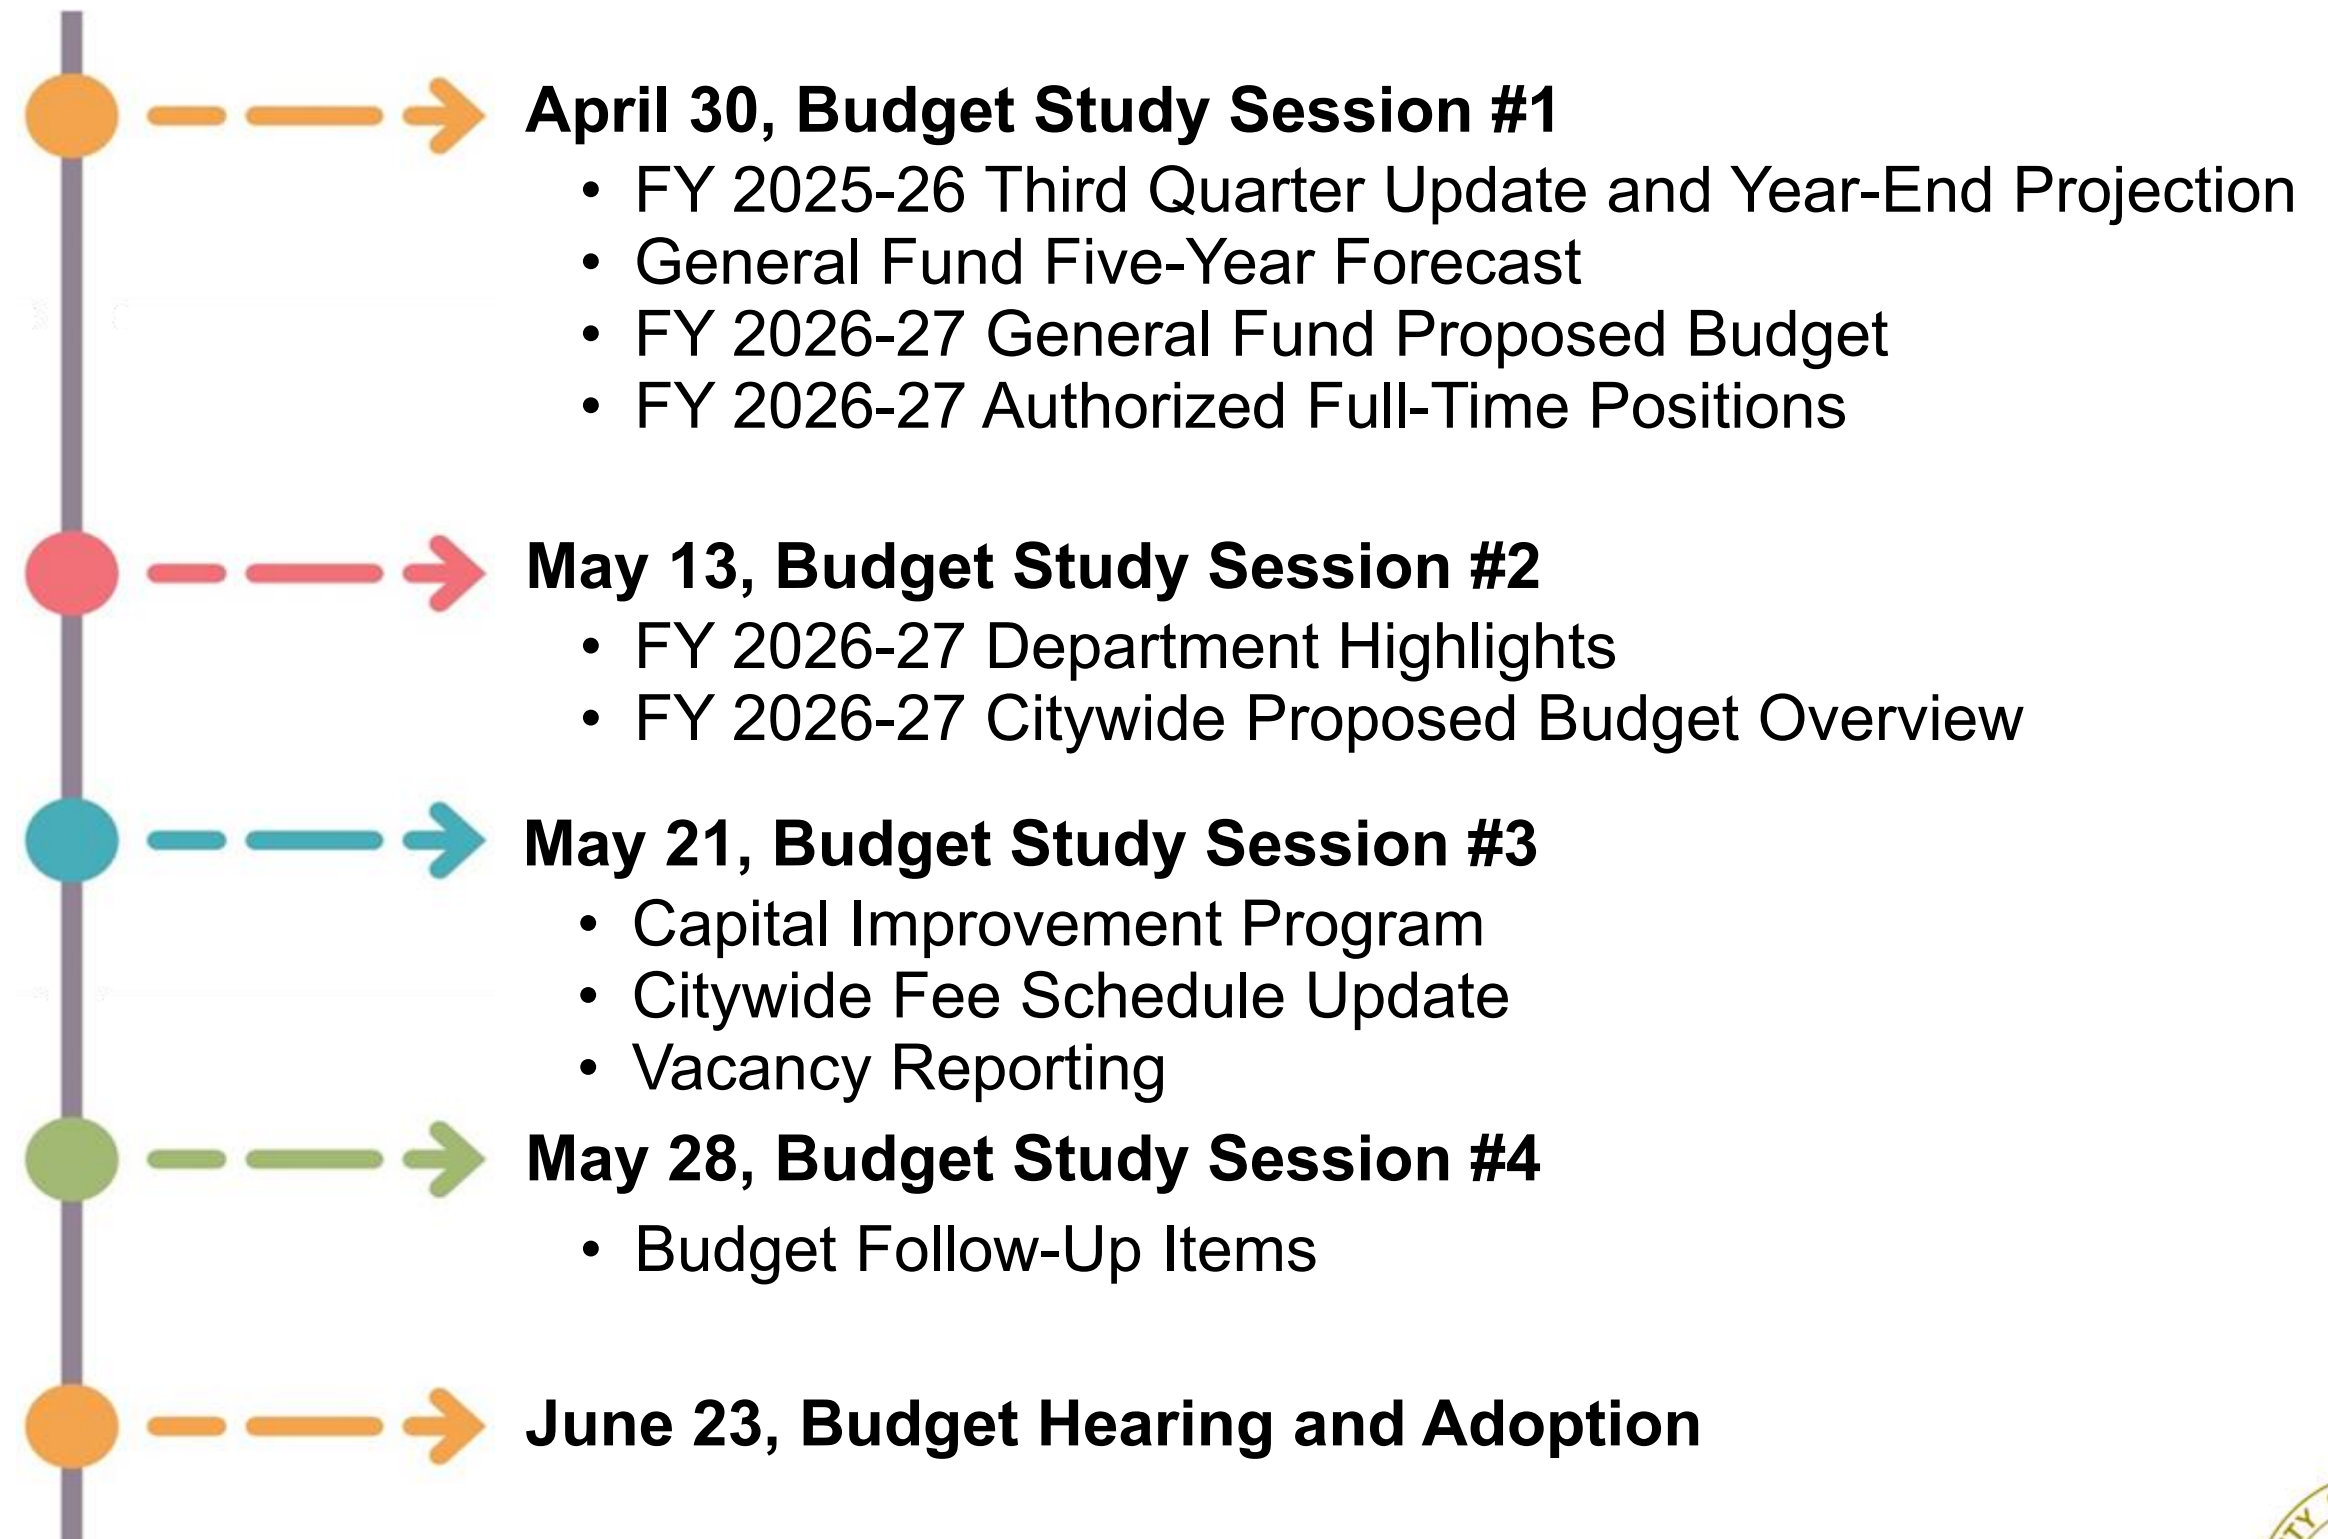 April 30, Budget Study Session #1
• FY 2025-26 Third Quarter Update and Year-End Projection
• General Fund Five-Year Forecast
• FY 2026-27 General Fund Proposed Budget
• FY 2026-27 Authorized Full-Time Positions
May 13, Budget Study Session #2
• FY 2026-27 Department Highlights
• FY 2026-27 Citywide Proposed Budget Overview
May 21, Budget Study Session #3
• Capital Improvement Program
• Citywide Fee Schedule Update
• Vacancy Reporting
May 28, Budget Study Session #4
• Budget Follow-Up Items
June 23, Budget Hearing and Adoption